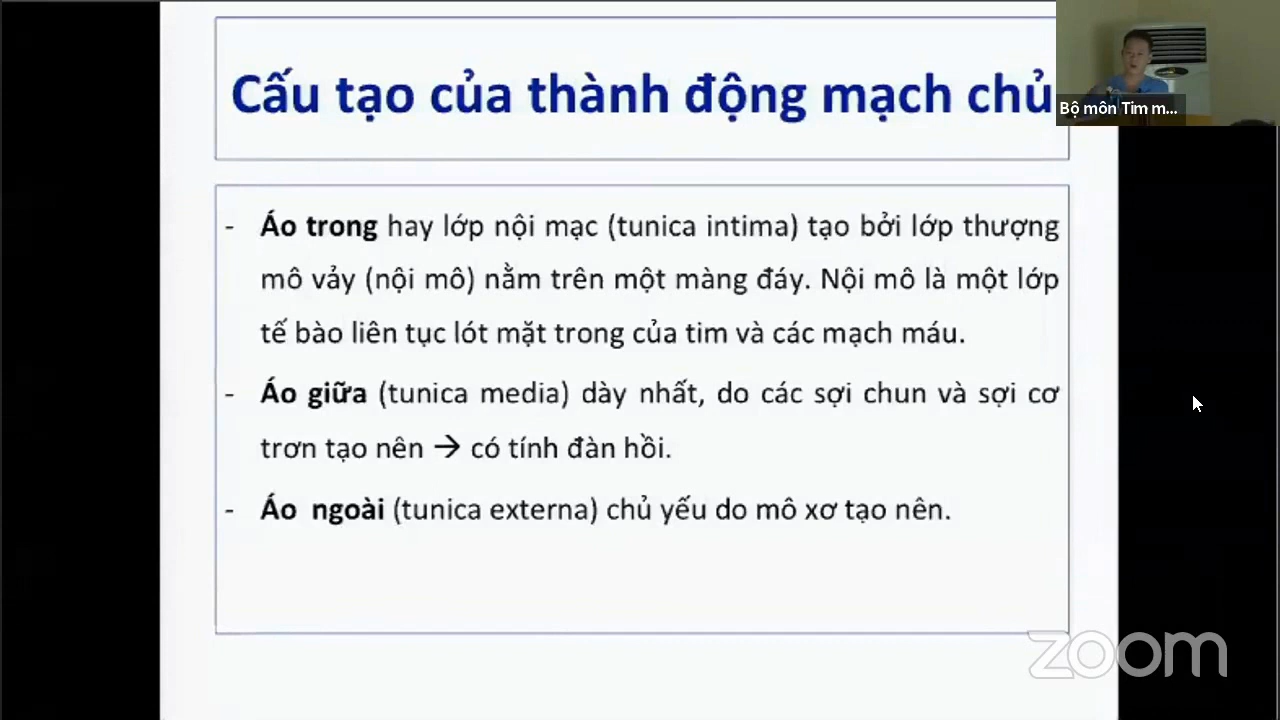 Cấu tạo của thành động mạch chủ
Bộ môn Tim m...
- Áo trong hay lớp nội mạc (tunica intima) tạo bởi lớp thượng
mô vảy (nội mô) nằm trên một màng đáy. Nội mô là một lớp
tế bào liên tục lót mặt trong của tim và các mạch máu.
- Áo giữa (tunica media) dày nhất, do các sợi chun và sợi cơ
trơn tạo nên → có tính đàn hồi.
- Áo ngoài (tunica externa) chủ yếu do mô xơ tạo nên.
zoom